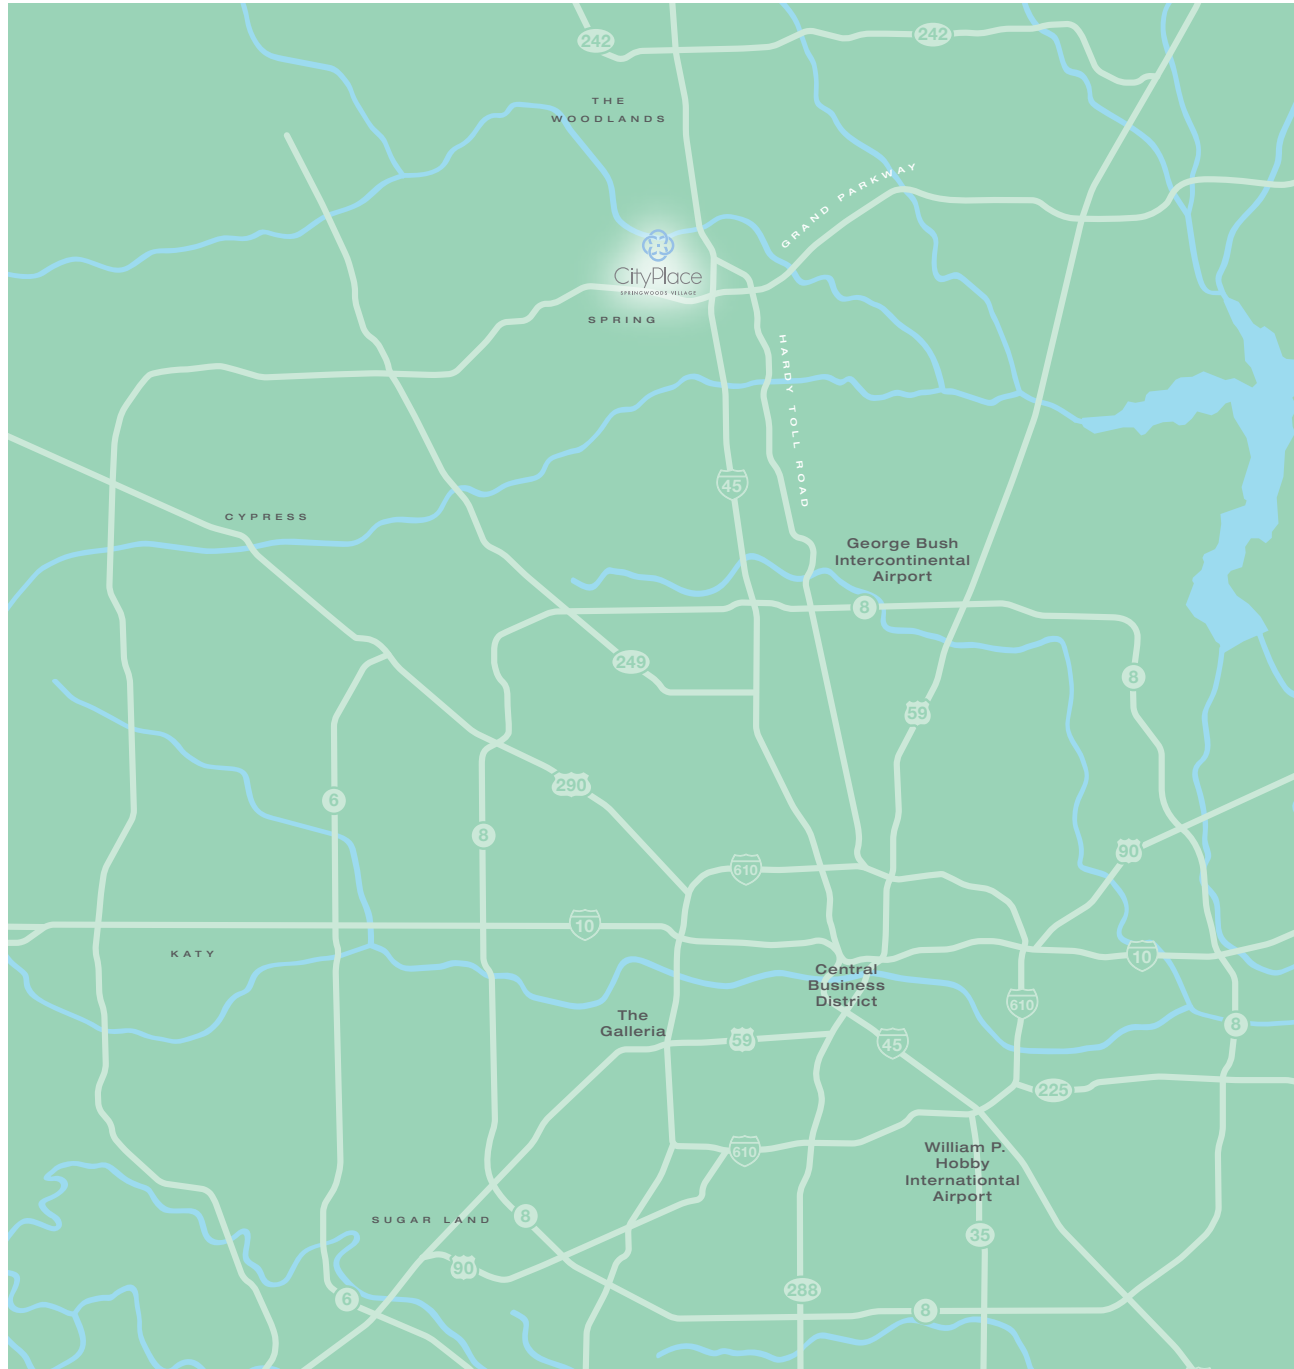 242
242
THE
WOODLANDS
GRAND PARKWAY
CityPlace
SPRINGWOODS VILLAGE
SPRING
HARDY TOLL ROAD
45
CYPRESS
George Bush
Intercontinental
Airport
8
249
8
59
290
6
8
90
610
10
KATY
10
Central
Business
District
610
The
Galleria
8
59
45
225
610
William P.
Hobby
Internationtal
Airport
SUGAR LAND
8
35
90
288
6
8